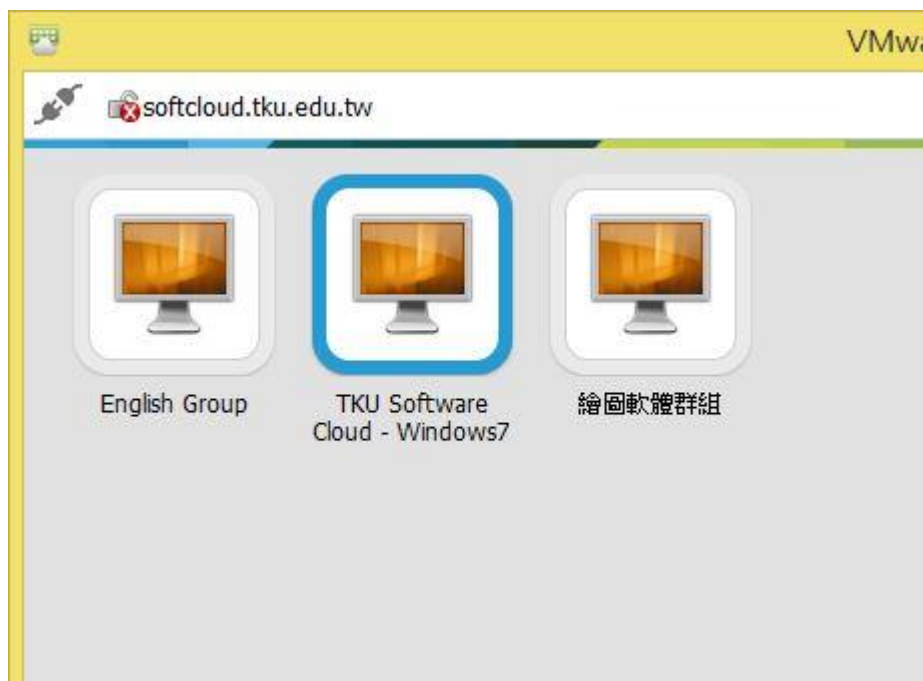 VMwa
softcloud.tku.edu.tw
English Group
TKU Software
Cloud - Windows7
繪圖軟體群組